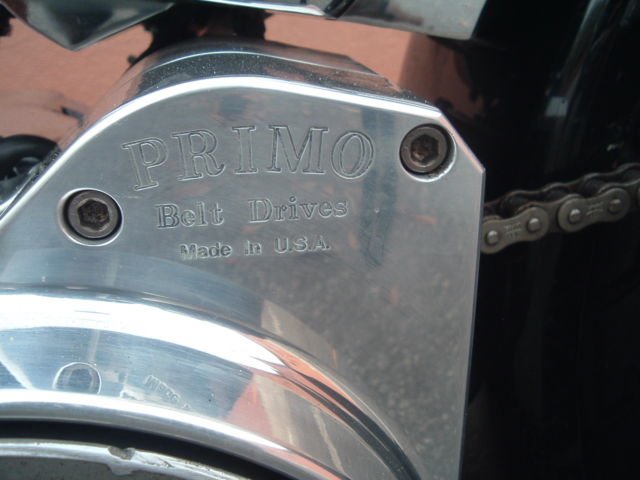 PRIMO
Belt Drives
Made in U.S.A.